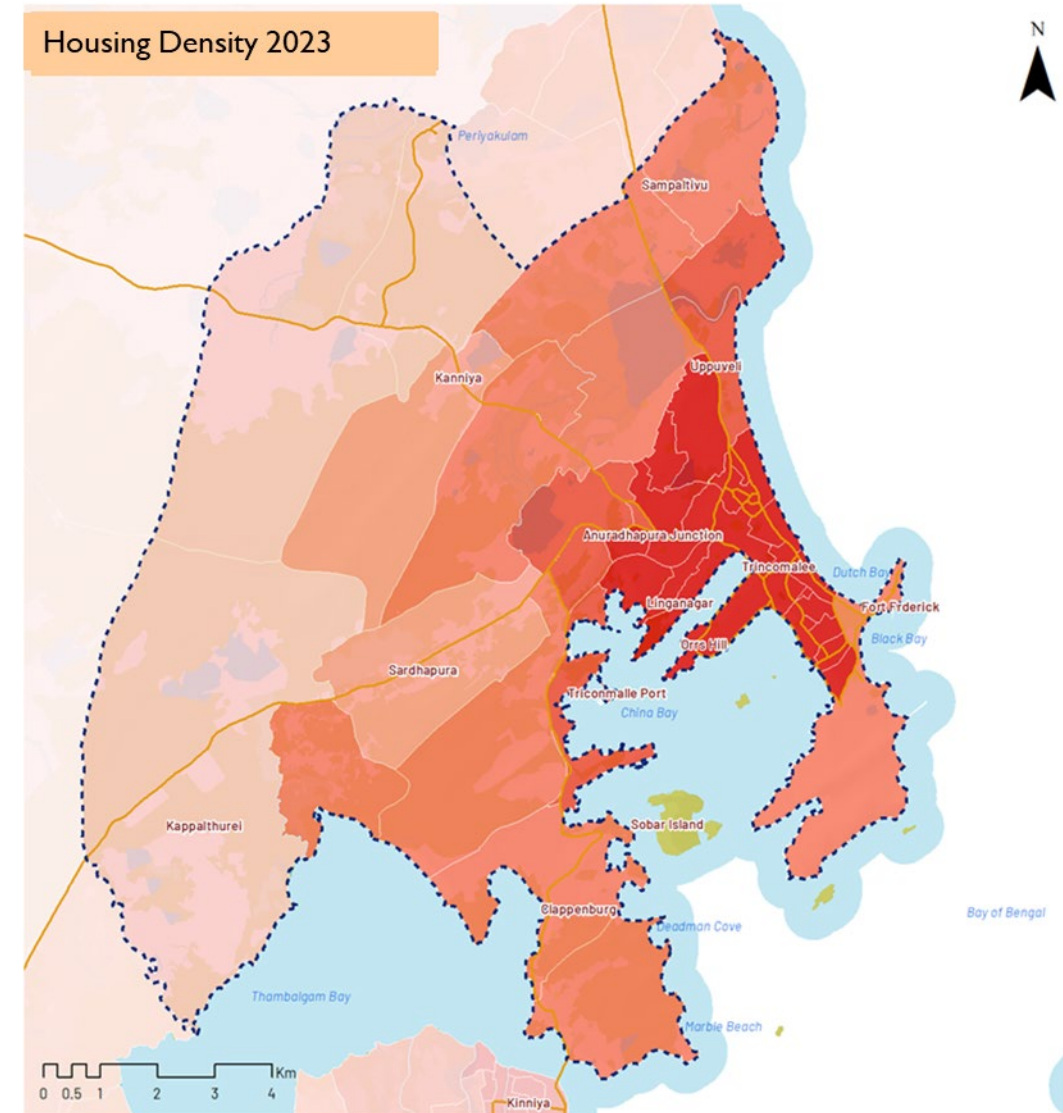 Housing Density 2023
N
Periyakulam
Sampaltivu
Uppuveli
Kanniya
Anuradhapura Junction
Trincomalee
Dutch Bay
Linganagar
Fort Frderick
Orrs Hill
Black Bay
Sardhapura
Triconmalle Port
China Bay
Kappalthurei
Sobar Island
Clappenburg
Bay of Bengal
Deadman Cove
Thambalgam Bay
Marble Beach
Km
0 0.5 1 2 3 4
Kinniya